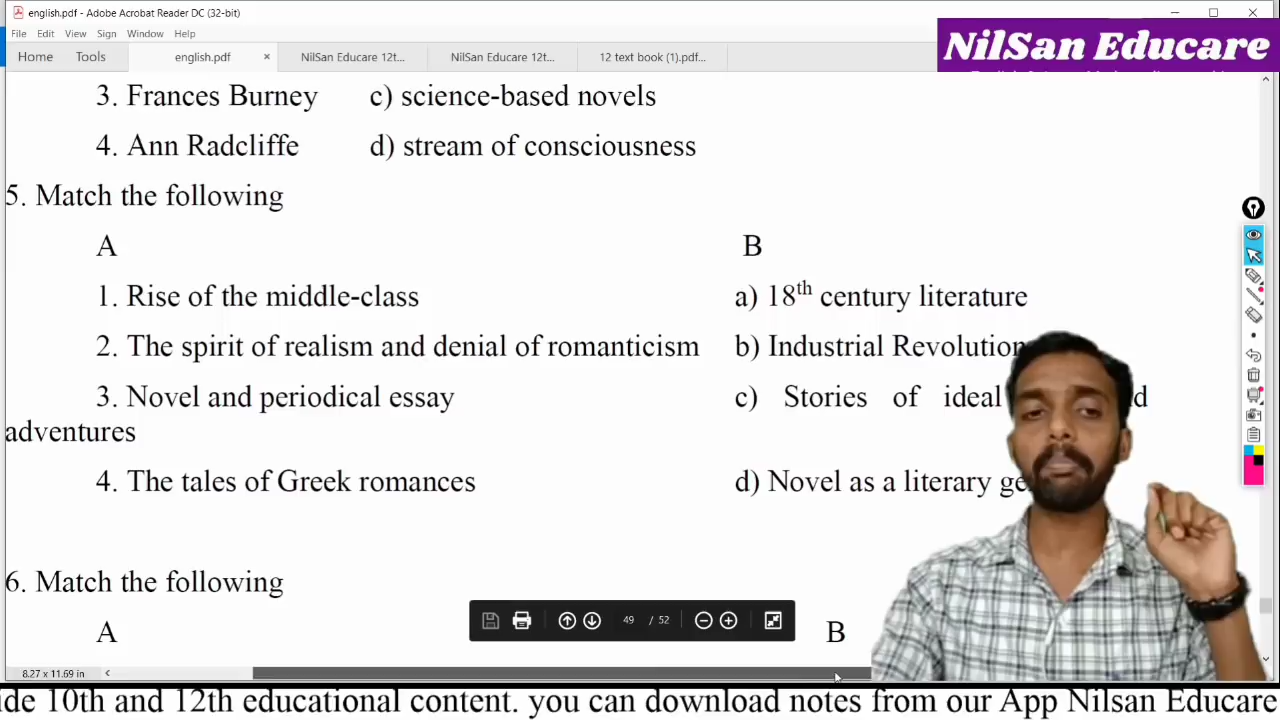 english.pdf - Adobe Acrobat Reader DC (32-bit)
File Edit View Sign Window Help
Home Tools english.pdf × NilSan Educare 12t... NilSan Educare 12t... 12 text book (1).pdf...
NilSan Educare
3. Frances Burney c) science-based novels
4. Ann Radcliffe d) stream of consciousness
5. Match the following
A B
1. Rise of the middle-class a) 18th century literature
2. The spirit of realism and denial of romanticism b) Industrial Revolution
3. Novel and periodical essay c) Stories of ideal
adventures
4. The tales of Greek romances d) Novel as a literary
6. Match the following
49 / 52
A B
8.27 x 11.69 in
de 10th and 12th educational content. you can download notes from our App Nilsan Educare